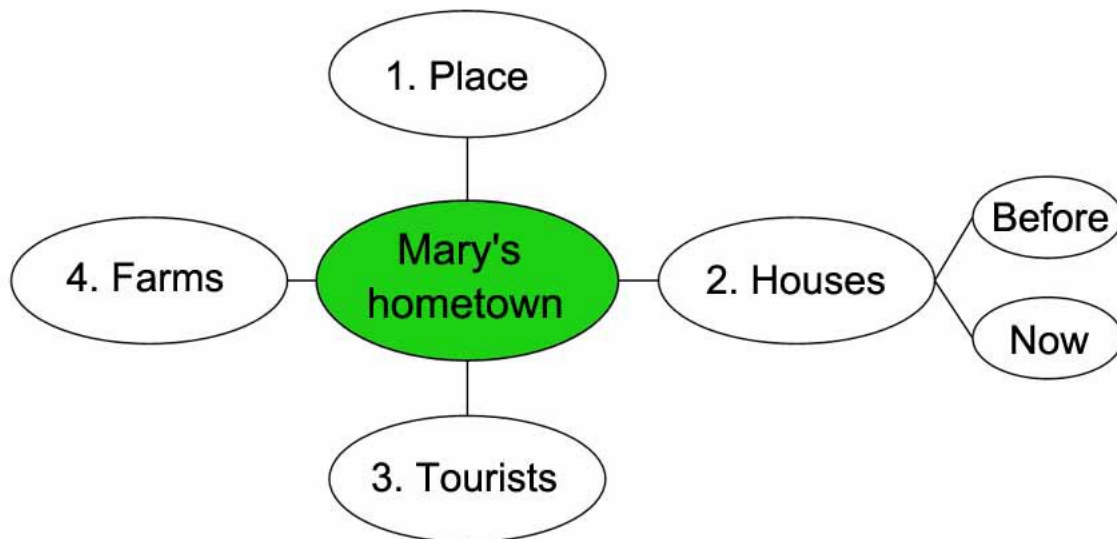 1. Place
Mary's
hometown
2. Houses
Before
Now
3. Tourists
4. Farms